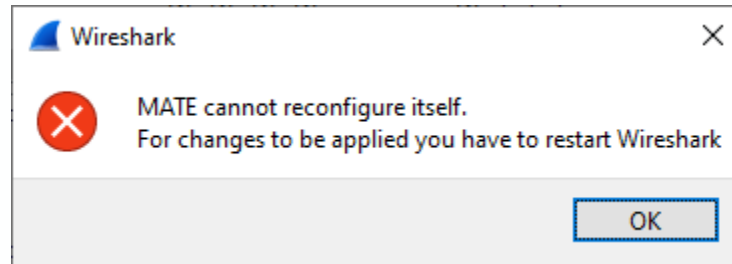 Wireshark
MATE cannot reconfigure itself.
For changes to be applied you have to restart Wireshark
OK